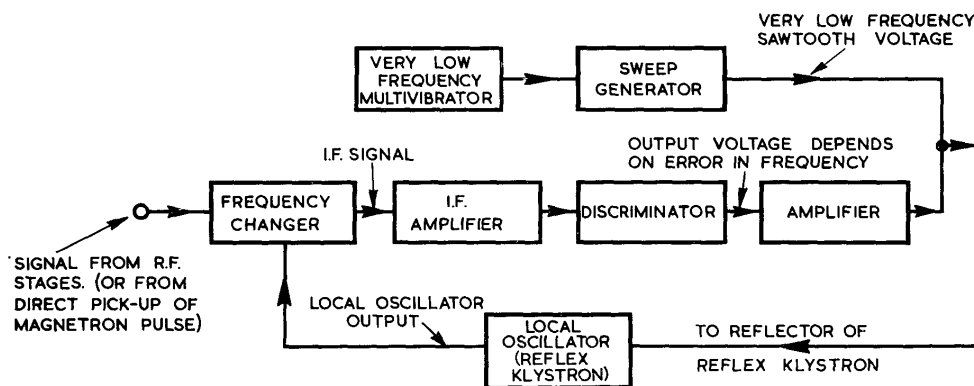 VERY LOW FREQUENCY
SAWTOOTH VOLTAGE
VERY LOW
FREQUENCY
MULTIVIBRATOR
SWEEP
GENERATOR
I.F. SIGNAL
OUTPUT VOLTAGE DEPENDS
ON ERROR IN FREQUENCY
FREQUENCY
CHANGER
I.F.
AMPLIFIER
DISCRIMINATOR
AMPLIFIER
SIGNAL FROM R.F.
STAGES. (OR FROM
DIRECT PICK-UP OF
MAGNETRON PULSE)
LOCAL OSCILLATOR
OUTPUT
LOCAL
OSCILLATOR
(REFLEX
KLYSTRON)
TO REFLECTOR OF
REFLEX KLYSTRON